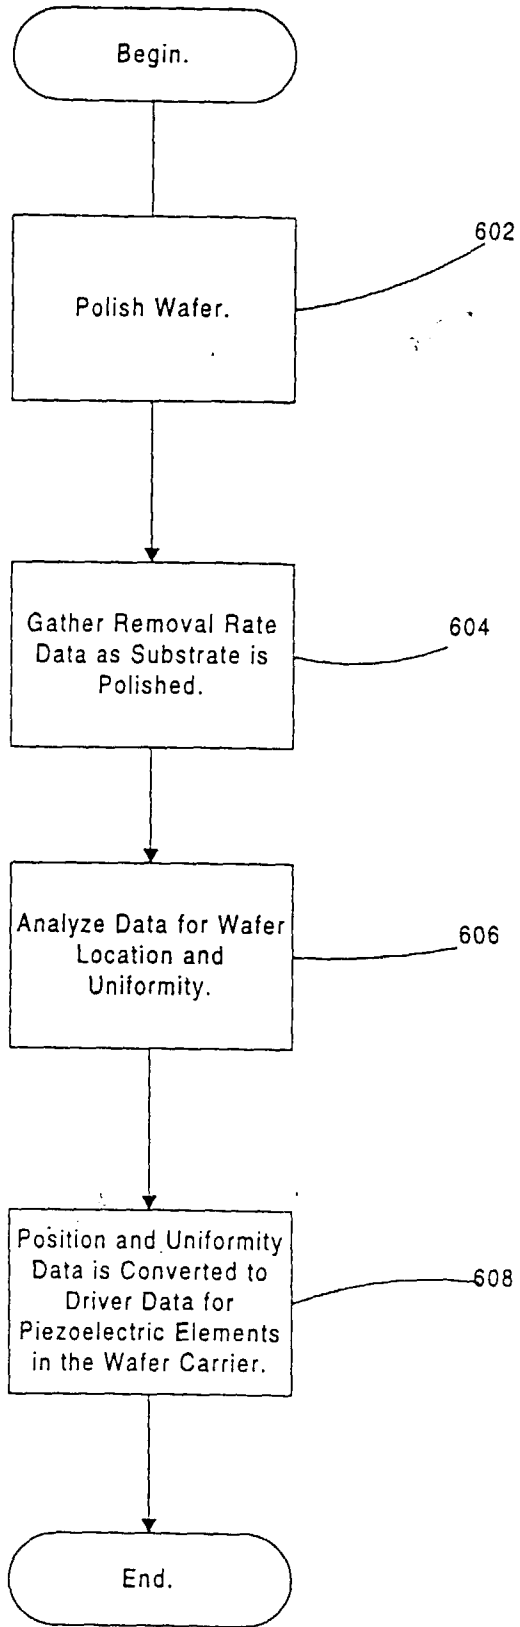 Begin.
602
Polish Wafer.
Gather Removal Rate
Data as Substrate is
Polished.
604
Analyze Data for Wafer
Location and
Uniformity.
606
Position and Uniformity
Data is Converted to
Driver Data for
Piezoelectric Elements
in the Wafer Carrier.
608
End.